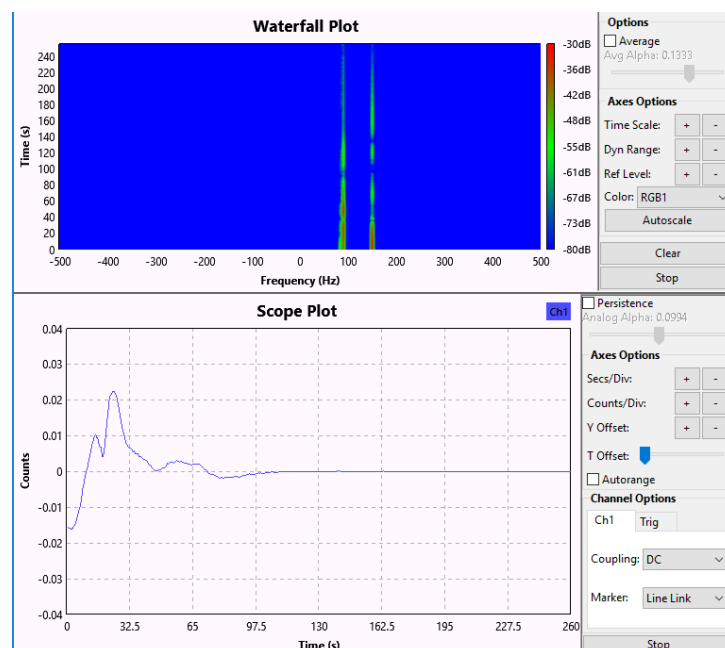 Waterfall Plot
240
220
200
180
160
140
120
100
80
60
40
20
0
Time (s)
-500 -400 -300 -200 -100 0 100 200 300 400 500
Frequency (Hz)
-30dB
-36dB
-42dB
-48dB
-55dB
-61dB
-67dB
-73dB
-80dB
Options
Average
Avg Alpha: 0.1333
Axes Options
Time Scale: + -
Dyn Range: + -
Ref Level: + -
Color: RGB1
Autoscale
Clear
Stop
Scope Plot
Ch1
0.04
0.03
0.02
0.01
0
-0.01
-0.02
-0.03
-0.04
Counts
0 32.5 65 97.5 130 162.5 195 227.5 260
Time (s)
Persistence
Analog Alpha: 0.0994
Axes Options
Secs/Div: + -
Counts/Div: + -
Y Offset: + -
T Offset:
Autorange
Channel Options
Ch1 Trig
Coupling: DC
Marker: Line Link
Stop